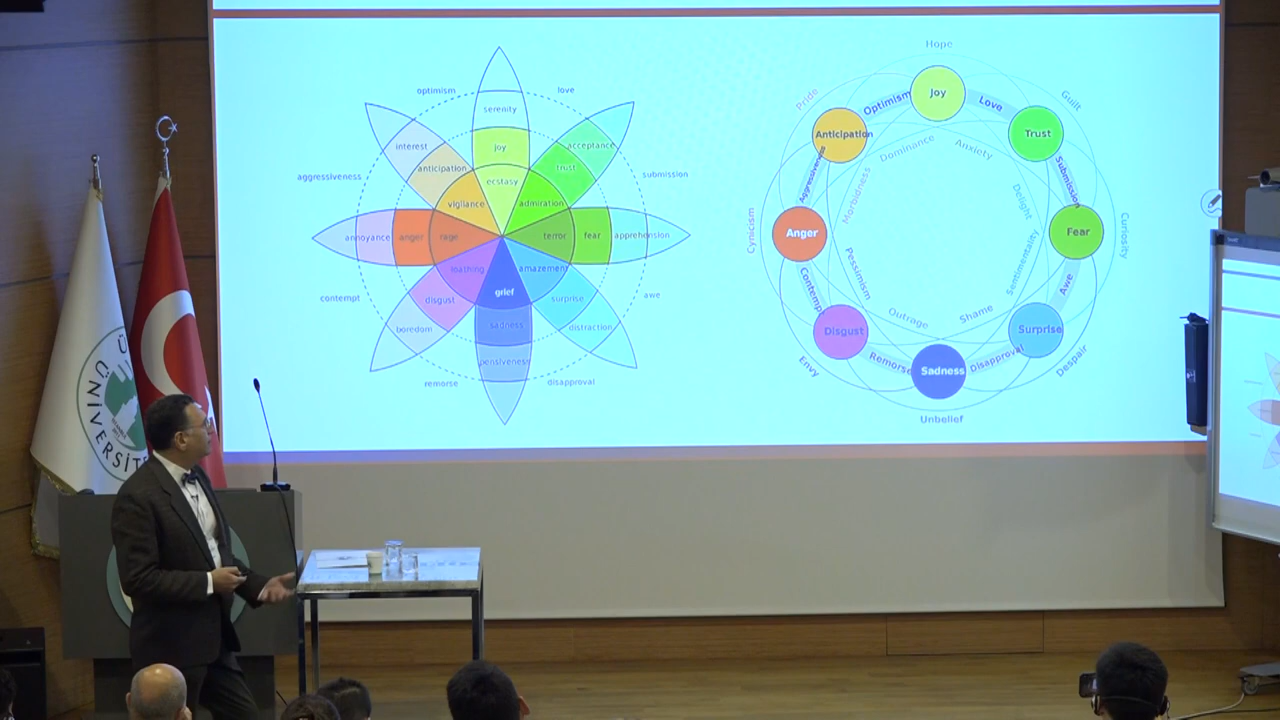 optimism
love
serenity
interest
joy
acceptance
anticipation
trust
aggressiveness
ecstasy
submission
vigilance
admiration
annoyance
anger
rage
terror
fear
apprehension
loathing
amazement
grief
contempt
disgust
surprise
awe
boredom
sadness
distraction
pensiveness
remorse
disapproval
Hope
Pride
Guilt
Joy
Optimism
Love
Anticipation
Trust
Dominance
Anxiety
Aggressiveness
Submission
Morbidness
Delight
Cynicism
Anger
Fear
Curiosity
Pessimism
Sentimentality
Contempt
Awe
Outrage
Shame
Disgust
Surprise
Remorse
Disapproval
Envy
Sadness
Despair
Unbelief
ÜNİVERSİT